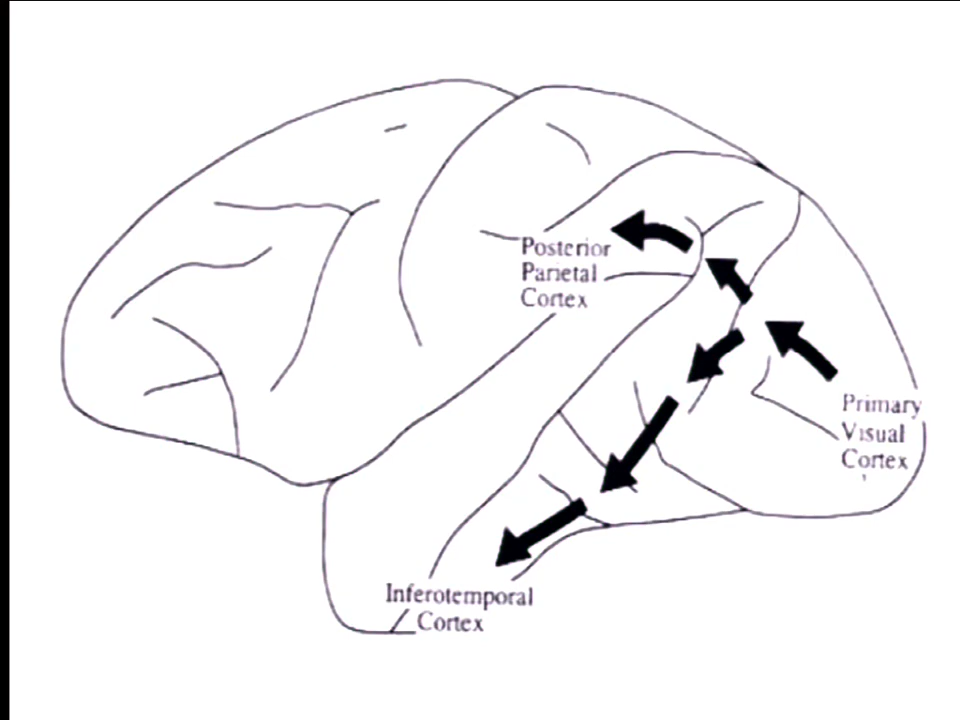 Posterior
Parietal
Cortex
Primary
Visual
Cortex
Inferotemporal
Cortex